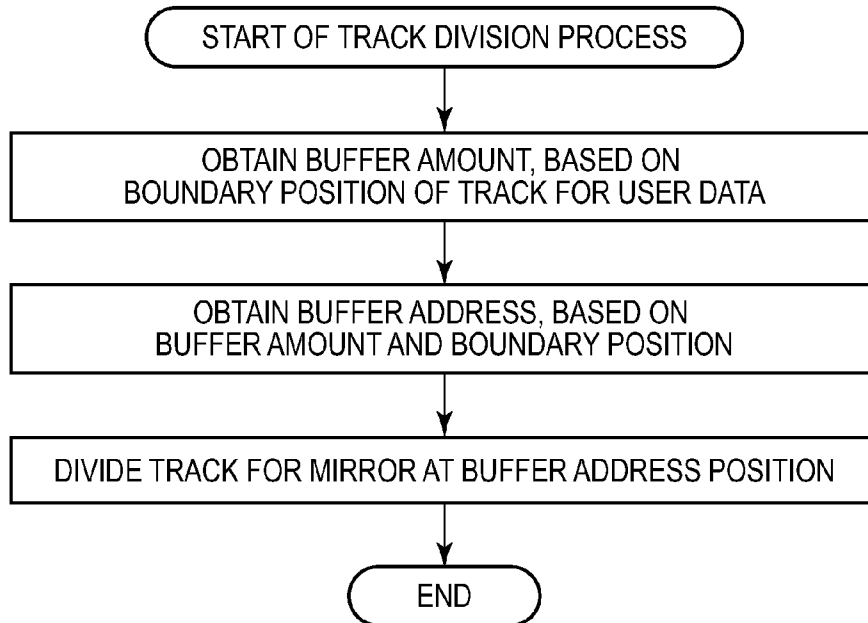 START OF TRACK DIVISION PROCESS
OBTAIN BUFFER AMOUNT, BASED ON
BOUNDARY POSITION OF TRACK FOR USER DATA
OBTAIN BUFFER ADDRESS, BASED ON
BUFFER AMOUNT AND BOUNDARY POSITION
DIVIDE TRACK FOR MIRROR AT BUFFER ADDRESS POSITION
END